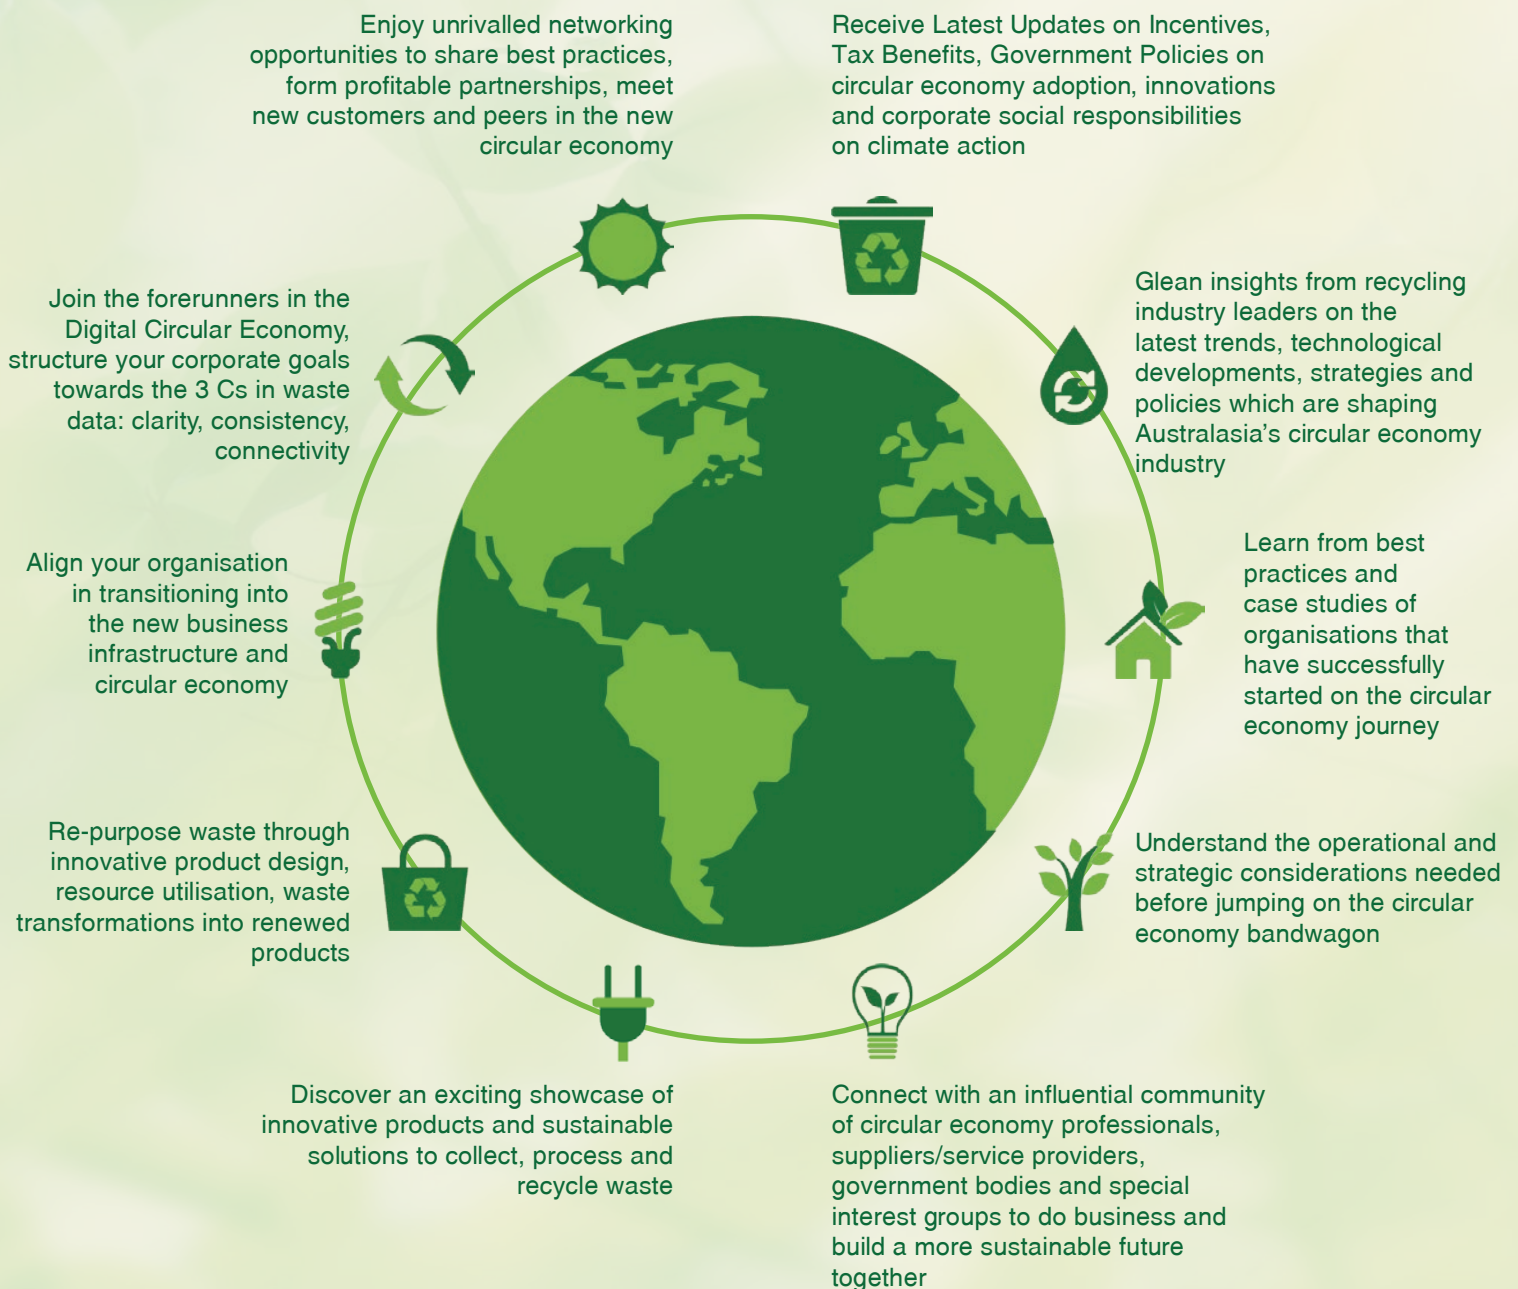 Enjoy unrivalled networking
opportunities to share best practices,
form profitable partnerships, meet
new customers and peers in the new
circular economy
Receive Latest Updates on Incentives,
Tax Benefits, Government Policies on
circular economy adoption, innovations
and corporate social responsibilities
on climate action
Glean insights from recycling
industry leaders on the
latest trends, technological
developments, strategies and
policies which are shaping
Australasia’s circular economy
industry
Learn from best
practices and
case studies of
organisations that
have successfully
started on the circular
economy journey
Understand the operational and
strategic considerations needed
before jumping on the circular
economy bandwagon
Connect with an influential community
of circular economy professionals,
suppliers/service providers,
government bodies and special
interest groups to do business and
build a more sustainable future
together
Discover an exciting showcase of
innovative products and sustainable
solutions to collect, process and
recycle waste
Re-purpose waste through
innovative product design,
resource utilisation, waste
transformations into renewed
products
Align your organisation
in transitioning into
the new business
infrastructure and
circular economy
Join the forerunners in the
Digital Circular Economy,
structure your corporate goals
towards the 3 Cs in waste
data: clarity, consistency,
connectivity